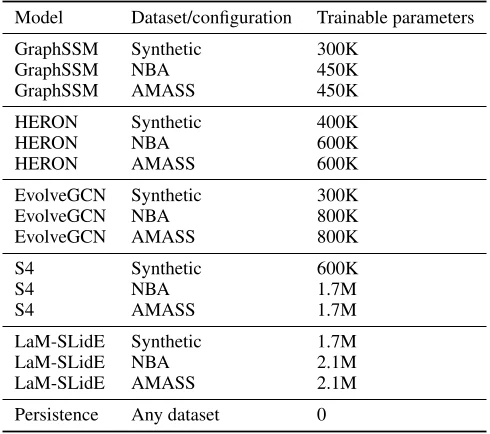 Model Dataset/configuration Trainable parameters
GraphSSM Synthetic 300K
GraphSSM NBA 450K
GraphSSM AMASS 450K
HERON Synthetic 400K
HERON NBA 600K
HERON AMASS 600K
EvolveGCN Synthetic 300K
EvolveGCN NBA 800K
EvolveGCN AMASS 800K
S4 Synthetic 600K
S4 NBA 1.7M
S4 AMASS 1.7M
LaM-SLidE Synthetic 1.7M
LaM-SLidE NBA 2.1M
LaM-SLidE AMASS 2.1M
Persistence Any dataset 0